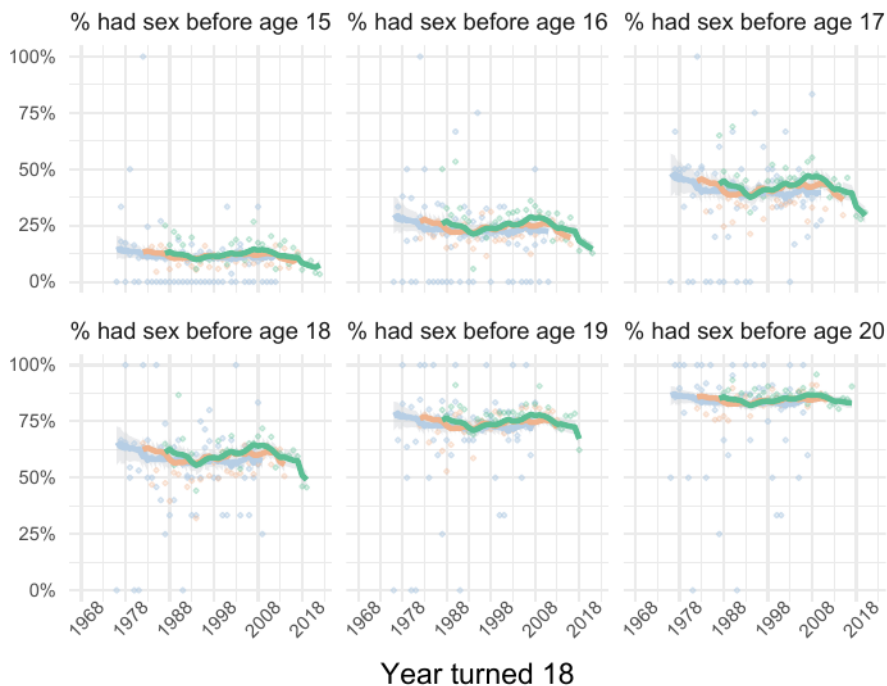 % had sex before age 15 % had sex before age 16 % had sex before age 17
100%
75%
50%
25%
0%
% had sex before age 18 % had sex before age 19 % had sex before age 20
100%
75%
50%
25%
0%
1968 1978 1988 1998 2008 2018 1968 1978 1988 1998 2008 2018 1968 1978 1988 1998 2008 2018
Year turned 18